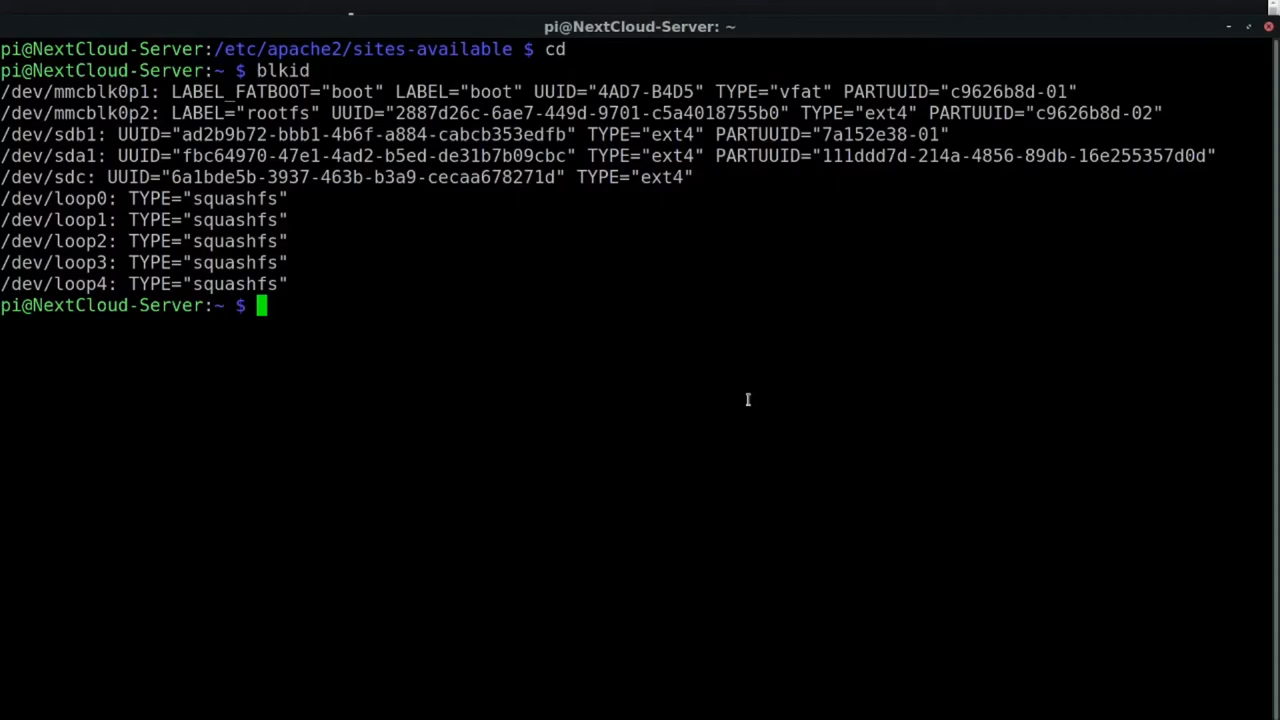 pi@NextCloud-Server: ~
pi@NextCloud-Server:/etc/apache2/sites-available $ cd
pi@NextCloud-Server:~ $ blkid
/dev/mmcblk0p1: LABEL_FATBOOT="boot" LABEL="boot" UUID="4AD7-B4D5" TYPE="vfat" PARTUUID="c9626b8d-01"
/dev/mmcblk0p2: LABEL="rootfs" UUID="2887d26c-6ae7-449d-9701-c5a4018755b0" TYPE="ext4" PARTUUID="c9626b8d-02"
/dev/sdb1: UUID="ad2b9b72-bbb1-4b6f-a884-cabcb353edfb" TYPE="ext4" PARTUUID="7a152e38-01"
/dev/sda1: UUID="fbc64970-47e1-4ad2-b5ed-de31b7b09cbc" TYPE="ext4" PARTUUID="111ddd7d-214a-4856-89db-16e255357d0d"
/dev/sdc: UUID="6a1bde5b-3937-463b-b3a9-cecaa678271d" TYPE="ext4"
/dev/loop0: TYPE="squashfs"
/dev/loop1: TYPE="squashfs"
/dev/loop2: TYPE="squashfs"
/dev/loop3: TYPE="squashfs"
/dev/loop4: TYPE="squashfs"
pi@NextCloud-Server:~ $